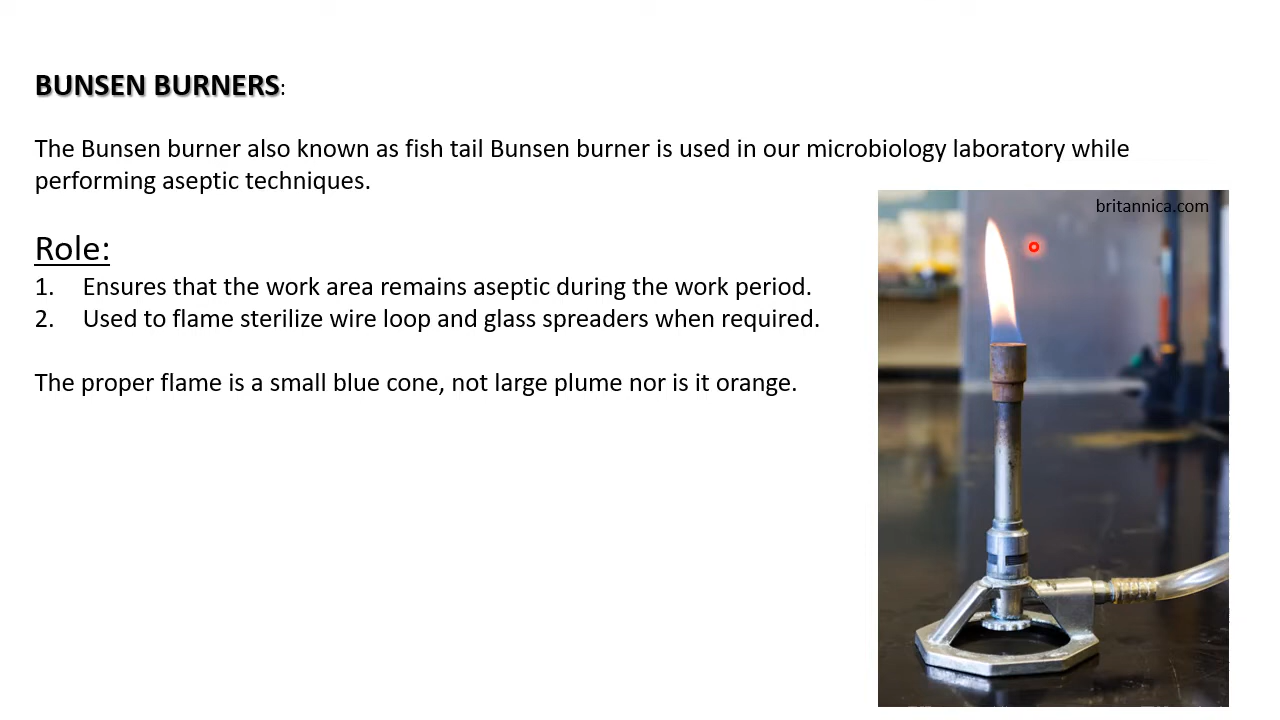 BUNSEN BURNERS:
The Bunsen burner also known as fish tail Bunsen burner is used in our microbiology laboratory while
performing aseptic techniques.
britannica.com
Role:
1. Ensures that the work area remains aseptic during the work period.
2. Used to flame sterilize wire loop and glass spreaders when required.
The proper flame is a small blue cone, not large plume nor is it orange.